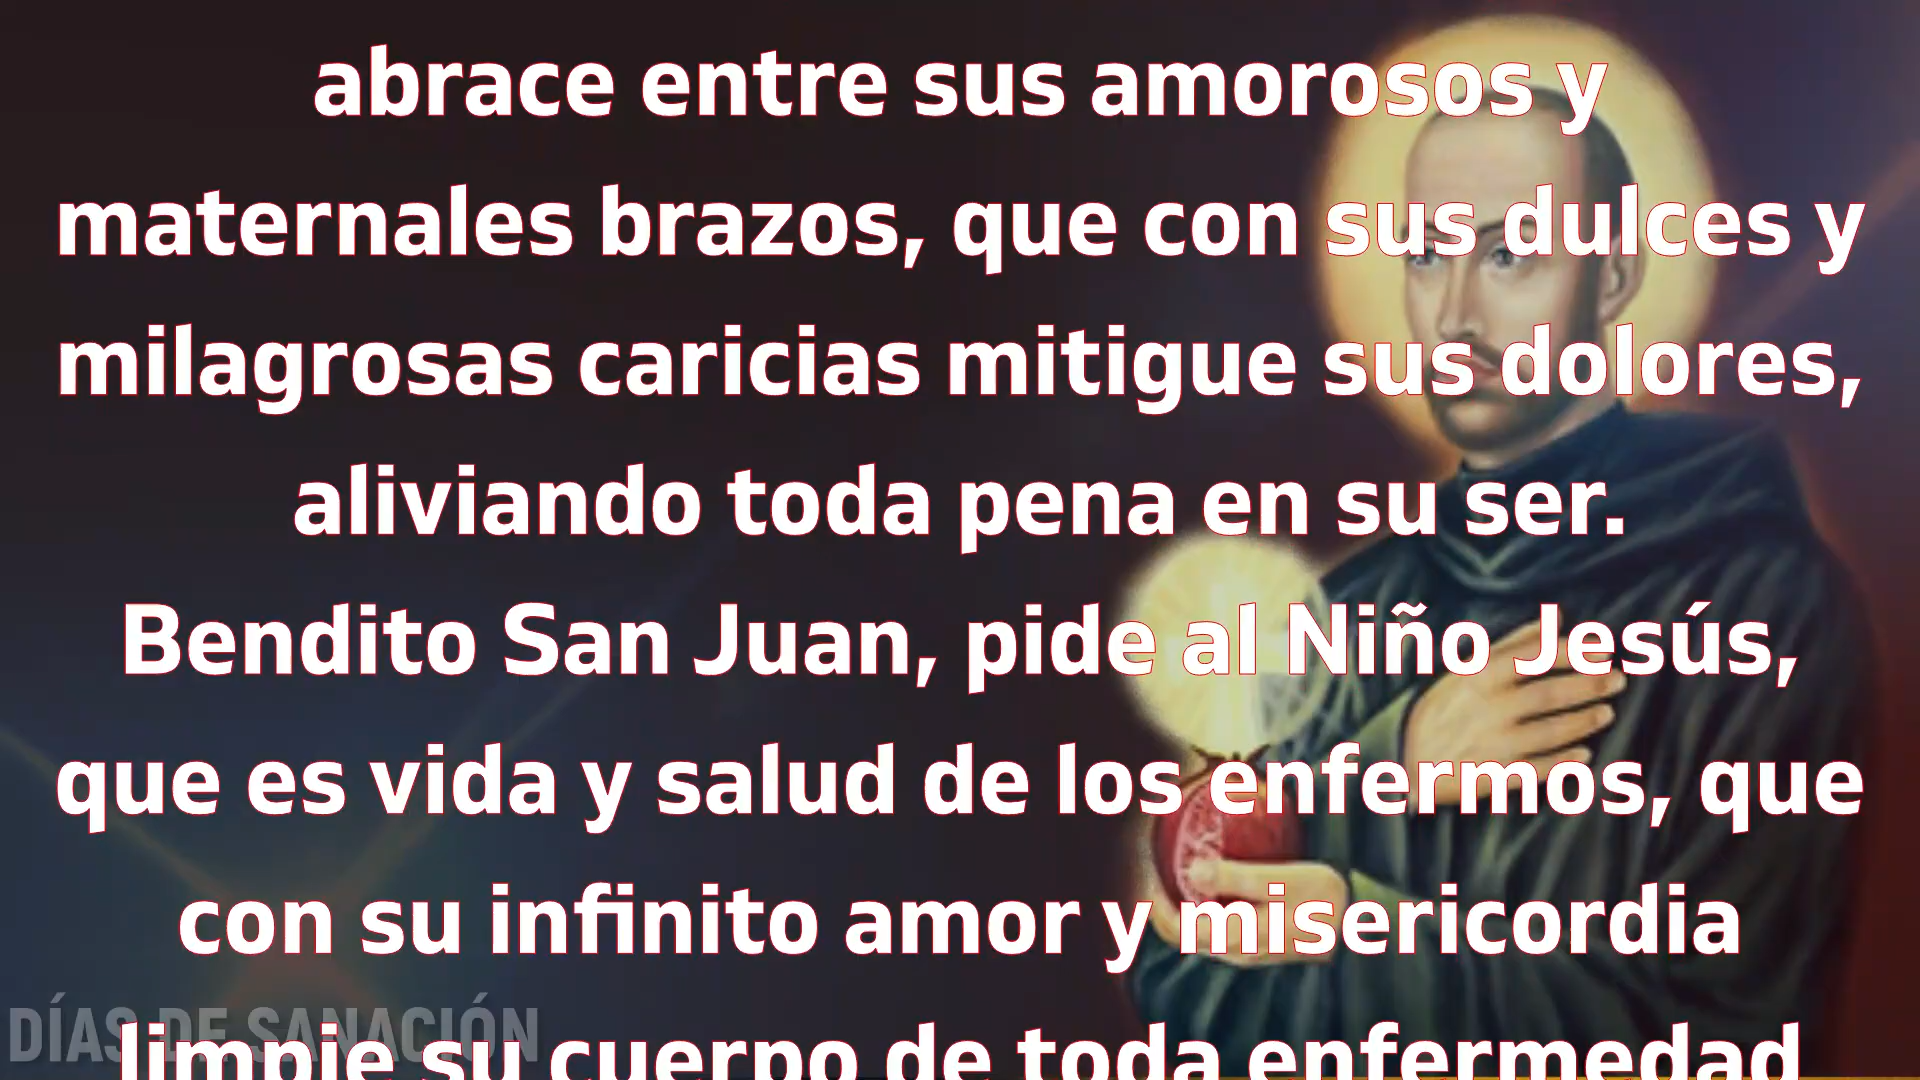 abrace entre sus amorosos y
maternales brazos, que con sus dulces y
milagrosas caricias mitigue sus dolores,
aliviando toda pena en su ser.
Bendito San Juan, pide al Niño Jesús,
que es vida y salud de los enfermos, que
con su infinito amor y misericordia
limpie su cuerpo de toda enfermedad
DÍAS DE SANACIÓN